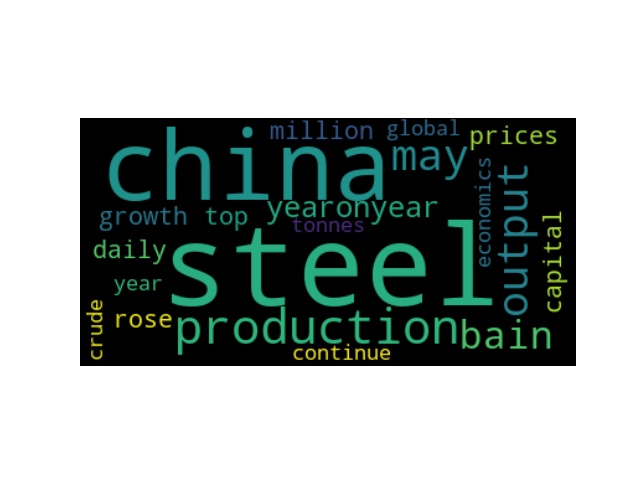 million
global
prices
china
may
economics
output
yearonyear
growth
top
tonnes
capital
daily
steel
year
crude
rose
production
bain
continue